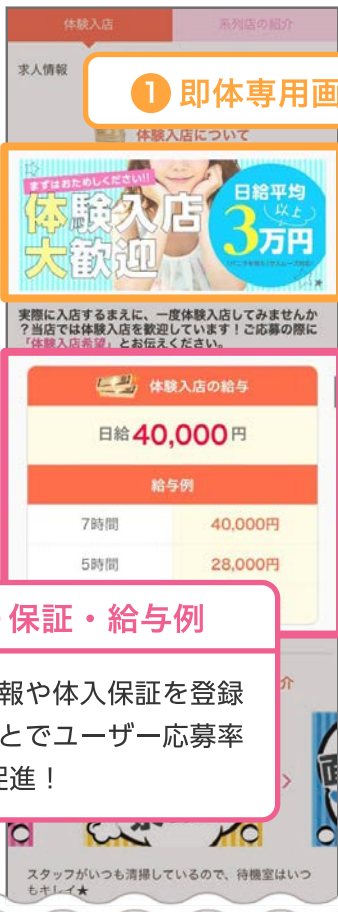 体験入店
系列店の紹介
求人情報
1 即体専用画
体験入店について
まずはおためしください!!
体験入店
大歓迎
日給平均
以上
3万円
実際に入店するまえに、一度体験入店してみませんか
？当店では体験入店を歓迎しています！ご応募の際に
「体験入店希望」とお伝えください。
体験入店の給与
日給40,000円
給与例
7時間 40,000円
5時間 28,000円
保証・給与例
報や体入保証を登録
とでユーザー応募率
促進！
介
スタッフがいつも清掃しているので、待機室はいつ
もキレイ★